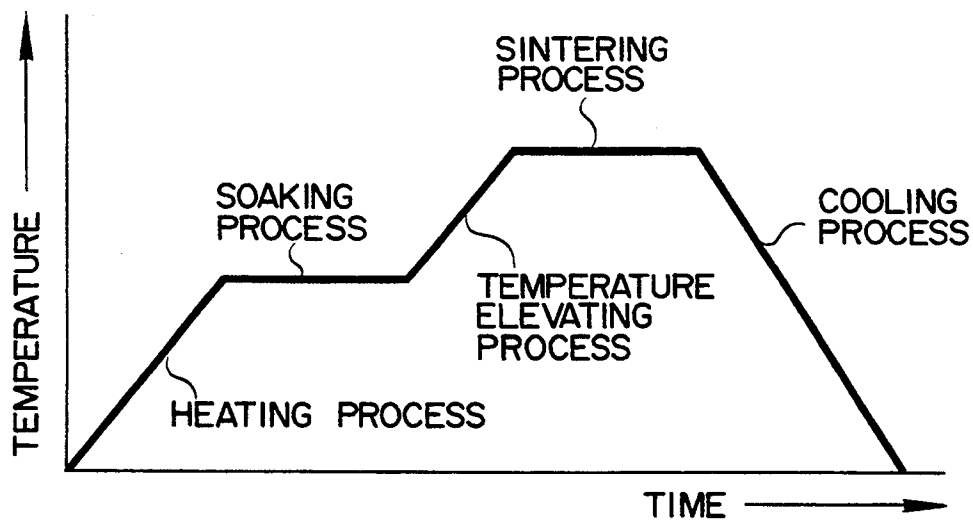 SINTERING
PROCESS
SOAKING
PROCESS
COOLING
PROCESS
TEMPERATURE
ELEVATING
PROCESS
HEATING PROCESS
TEMPERATURE
TIME